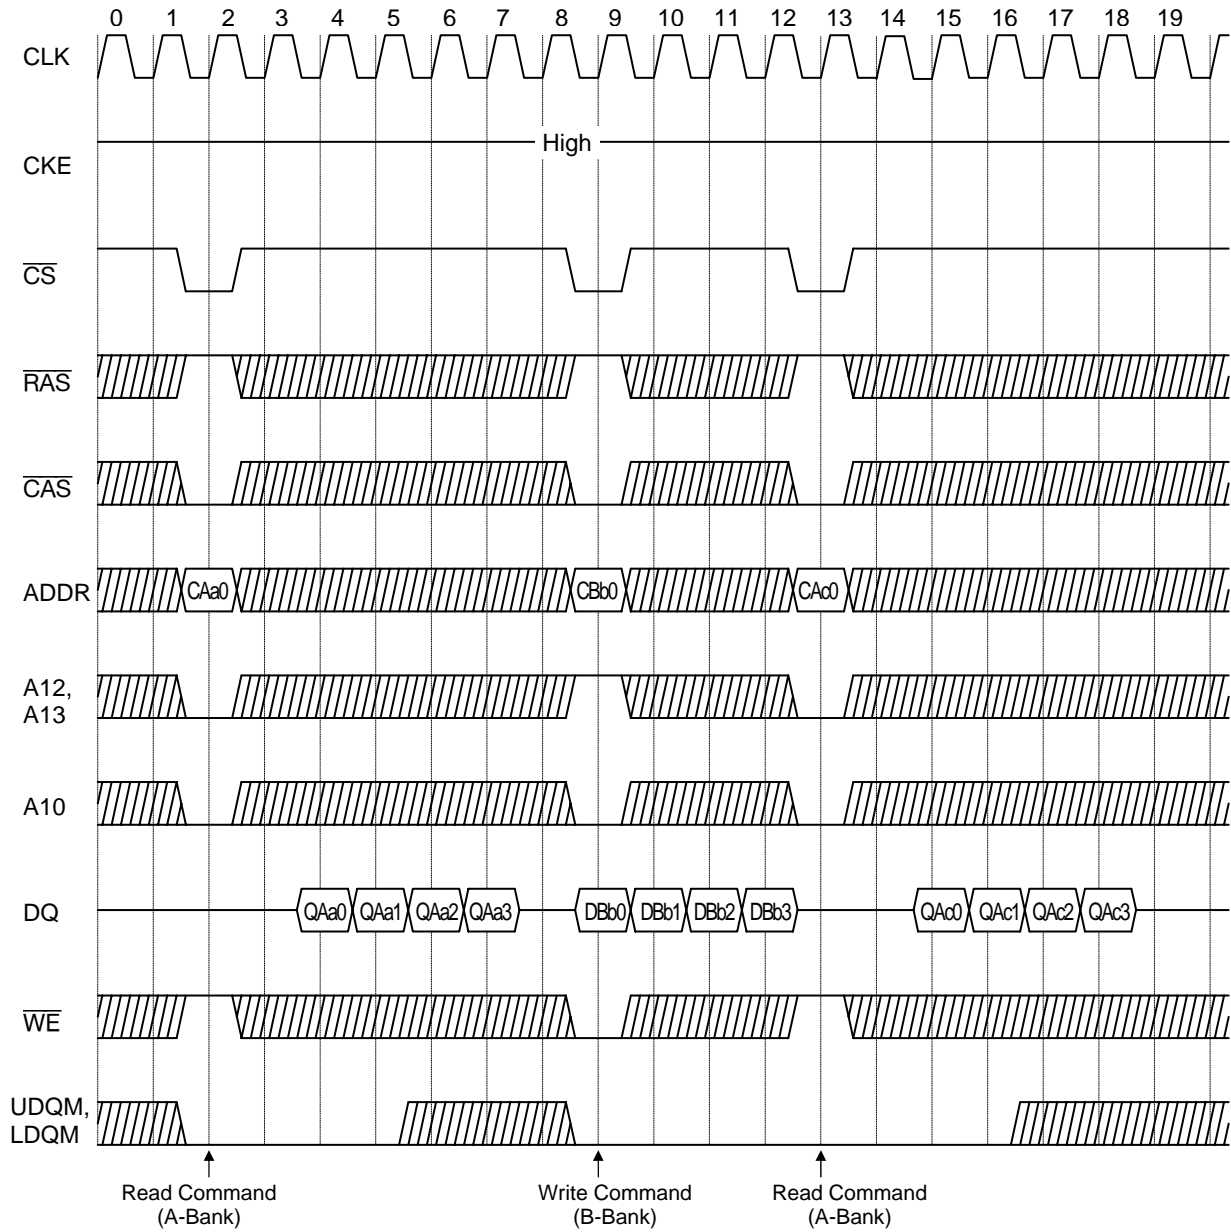 0 1 2 3 4 5 6 7 8 9 10 11 12 13 14 15 16 17 18 19
CLK
High
CKE
CS
RAS
CAS
ADDR CAa0 CBb0 CAc0
A12,
A13
A10
DQ QAa0 QAa1 QAa2 QAa3 DBb0 DBb1 DBb2 DBb3 QAc0 QAc1 QAc2 QAc3
WE
UDQM,
LDQM
Read Command Write Command Read Command
(A-Bank) (B-Bank) (A-Bank)